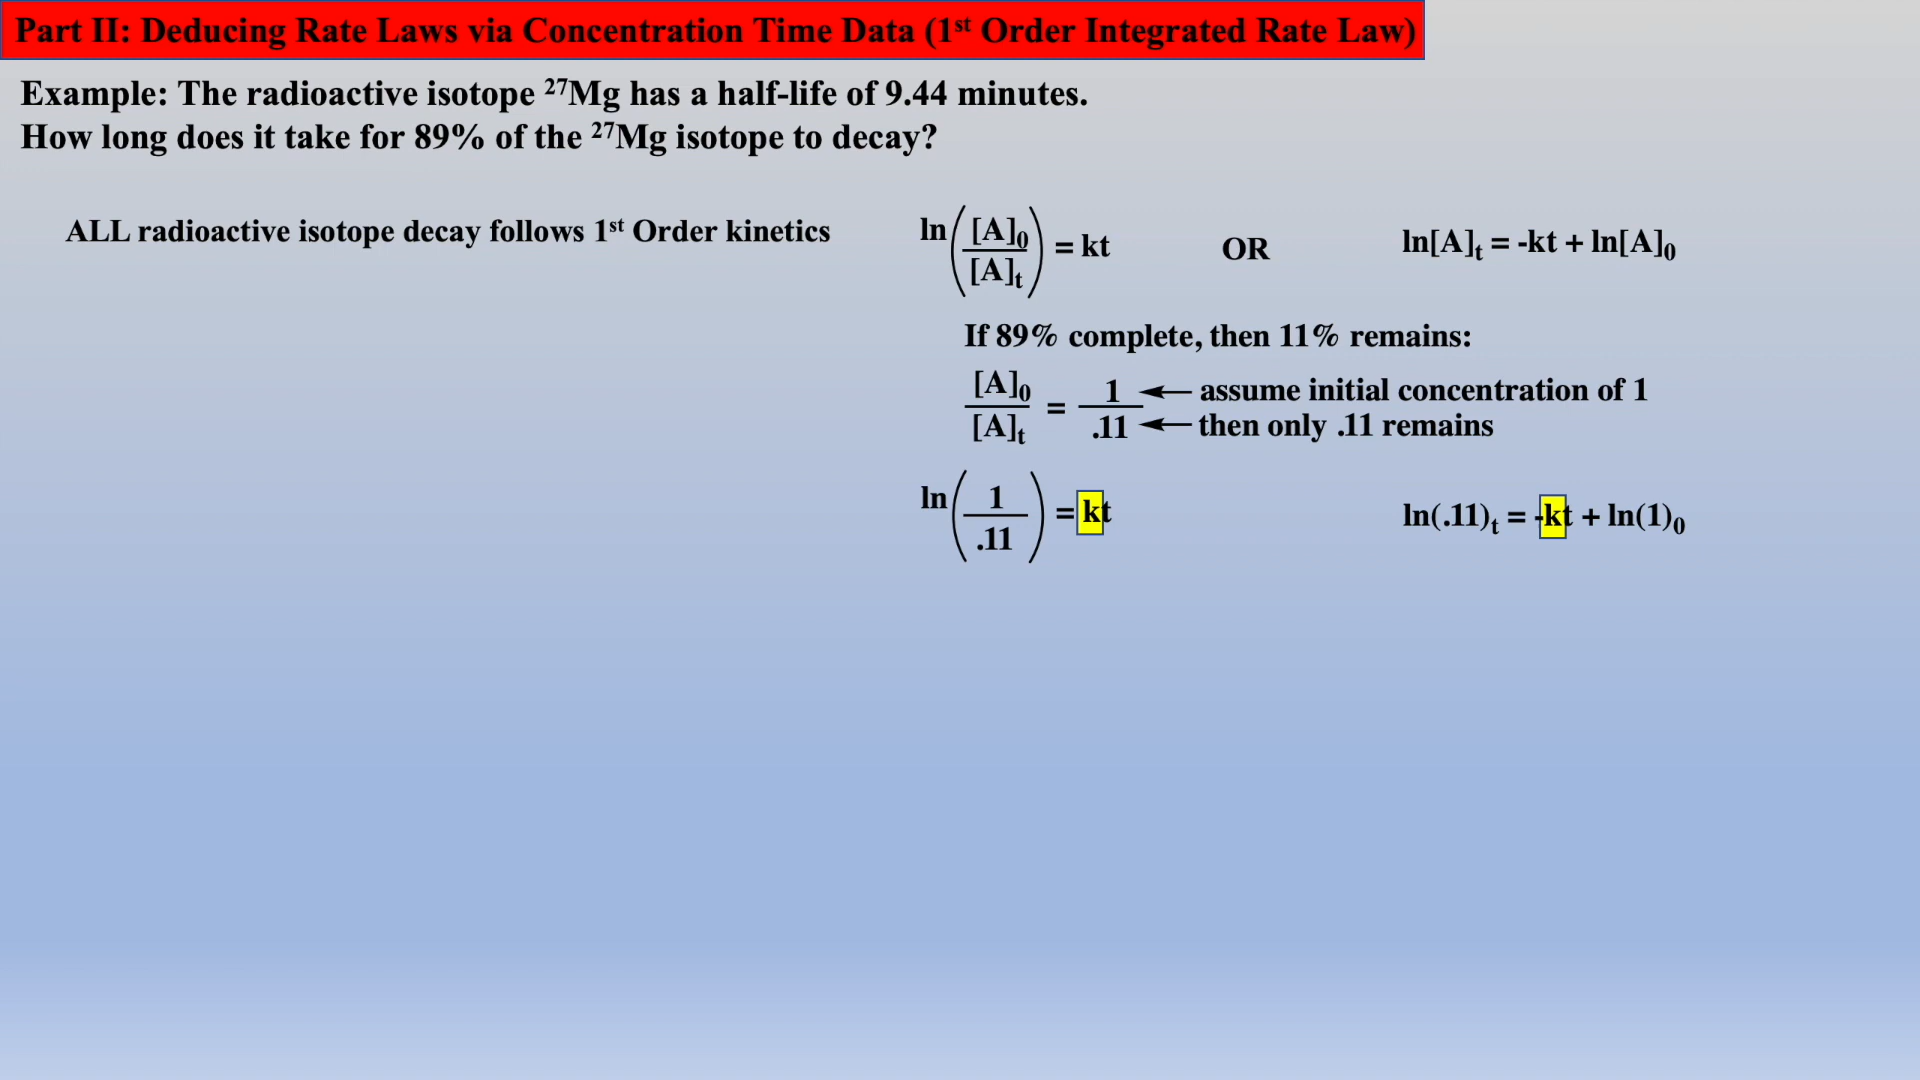 Part II: Deducing Rate Laws via Concentration Time Data (1st Order Integrated Rate Law)
Example: The radioactive isotope ²⁷Mg has a half-life of 9.44 minutes.
How long does it take for 89% of the ²⁷Mg isotope to decay?
ALL radioactive isotope decay follows 1st Order kinetics
ln([A]₀/[A]ₜ) = kt OR ln[A]ₜ = -kt + ln[A]₀
If 89% complete, then 11% remains:
[A]₀/[A]ₜ = 1/.11
assume initial concentration of 1
then only .11 remains
ln(1/.11) = kt
ln(.11)ₜ = -kt + ln(1)₀